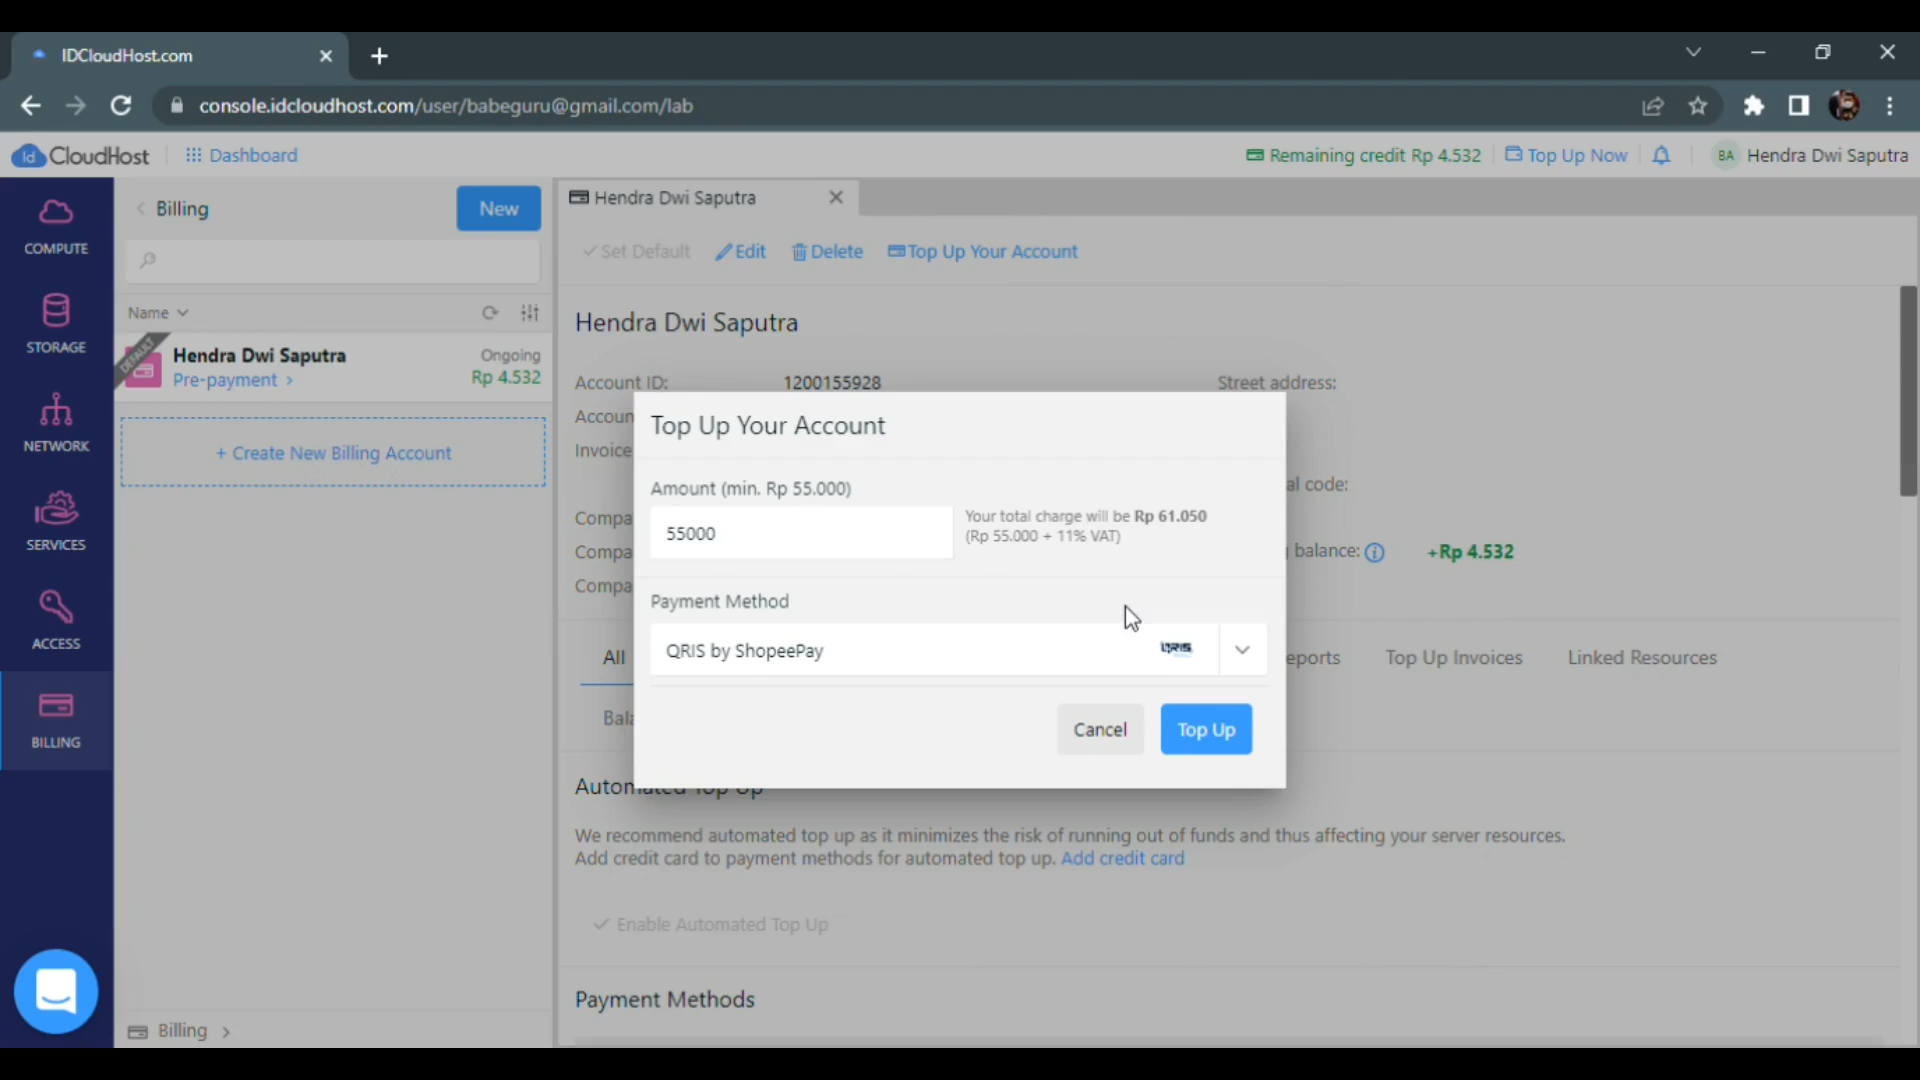 IDCloudHost.com
console.idcloudhost.com/user/babeguru@gmail.com/lab
Id CloudHost
Dashboard
Remaining credit Rp 4.532
Top Up Now
BA
Hendra Dwi Saputra
COMPUTE
STORAGE
NETWORK
SERVICES
ACCESS
BILLING
Billing
New
Name
DEFAULT
Hendra Dwi Saputra
Ongoing
Pre-payment >
Rp 4.532
+ Create New Billing Account
Billing >
Hendra Dwi Saputra
Set Default
Edit
Delete
Top Up Your Account
Hendra Dwi Saputra
Account ID:
1200155928
Street address:
Accoun
Invoice
al code:
Compa
Compa
balance:
+Rp 4.532
Compa
Top Up Your Account
Amount (min. Rp 55.000)
55000
Your total charge will be Rp 61.050
(Rp 55.000 + 11% VAT)
Payment Method
QRIS by ShopeePay
QRIS
Cancel
Top Up
All
eports
Top Up Invoices
Linked Resources
Bala
Automated Top Up
We recommend automated top up as it minimizes the risk of running out of funds and thus affecting your server resources.
Add credit card to payment methods for automated top up. Add credit card
Enable Automated Top Up
Payment Methods